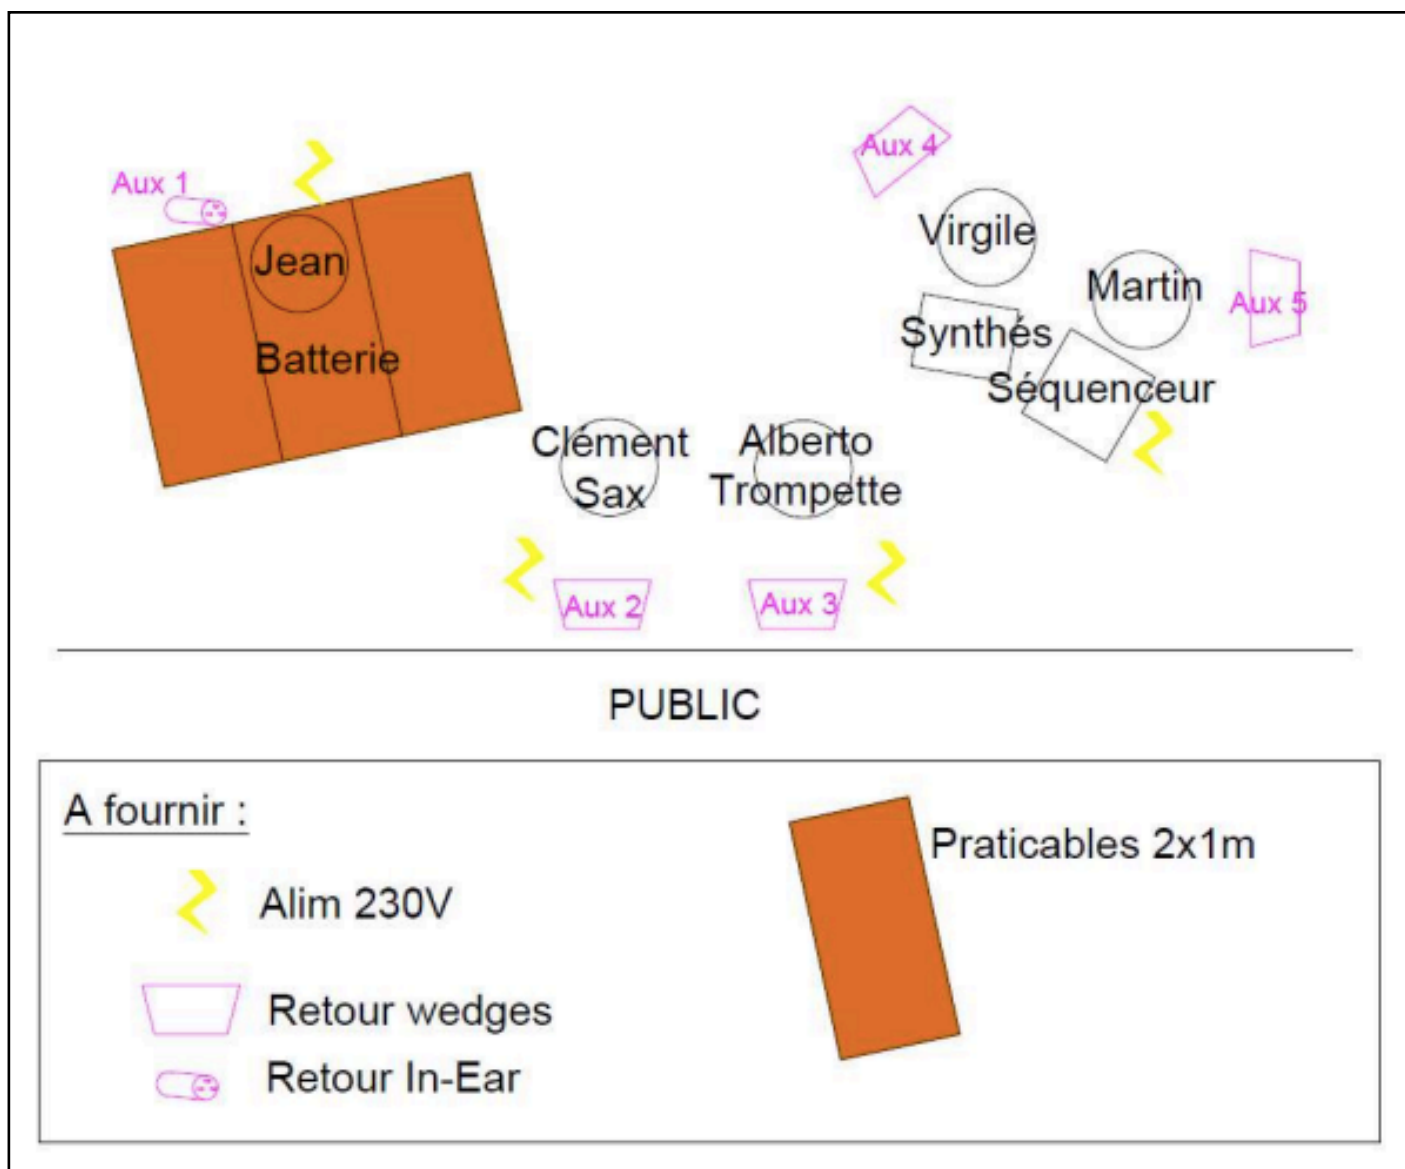 Aux 4
Aux 1
Virgile
Jean
Martin
Aux 5
Synthés
Batterie
Séquenceur
Clément
Sax
Alberto
Trompette
Aux 2
Aux 3
PUBLIC
A fournir :
Praticables 2x1m
Alim 230V
Retour wedges
Retour In-Ear